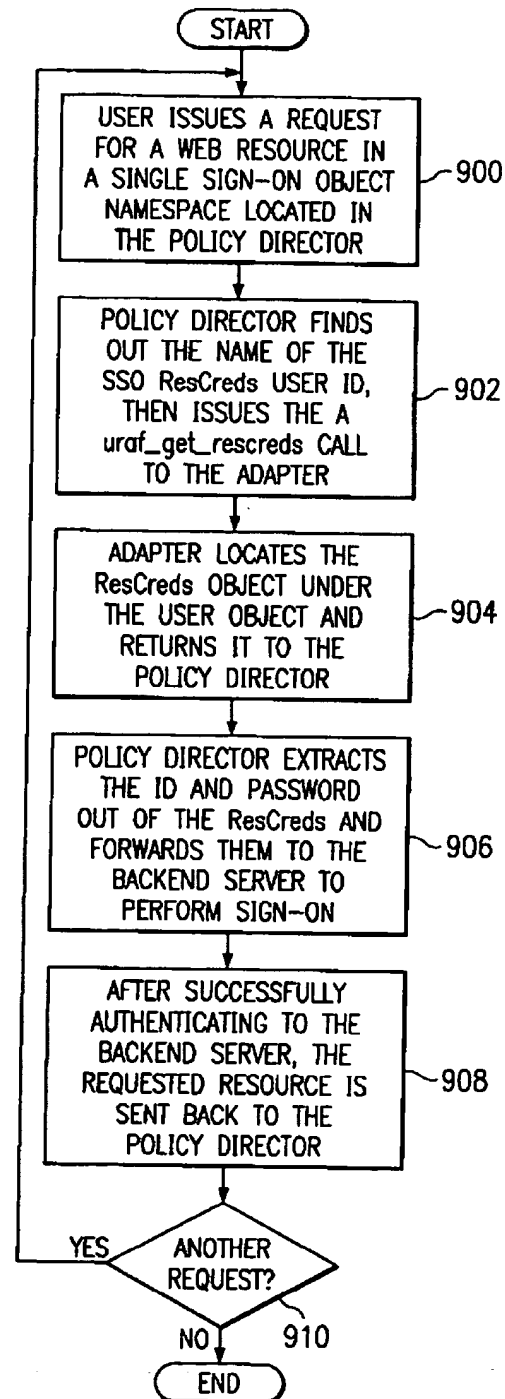 START
USER ISSUES A REQUEST
FOR A WEB RESOURCE IN
A SINGLE SIGN-ON OBJECT
NAMESPACE LOCATED IN
THE POLICY DIRECTOR
900
POLICY DIRECTOR FINDS
OUT THE NAME OF THE
SSO ResCreds USER ID,
THEN ISSUES THE A
uraf_get_rescreds CALL
TO THE ADAPTER
902
ADAPTER LOCATES THE
ResCreds OBJECT UNDER
THE USER OBJECT AND
RETURNS IT TO THE
POLICY DIRECTOR
904
POLICY DIRECTOR EXTRACTS
THE ID AND PASSWORD
OUT OF THE ResCreds AND
FORWARDS THEM TO THE
BACKEND SERVER TO
PERFORM SIGN-ON
906
AFTER SUCCESSFULLY
AUTHENTICATING TO THE
BACKEND SERVER, THE
REQUESTED RESOURCE IS
SENT BACK TO THE
POLICY DIRECTOR
908
YES
ANOTHER
REQUEST?
910
NO
END